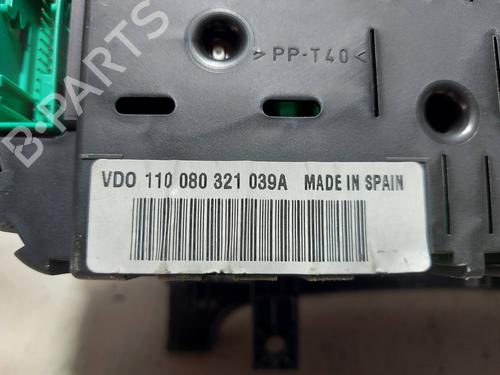 >PP-T40<
VDO 110 080 321 039A MADE IN SPAIN
B-PARTS